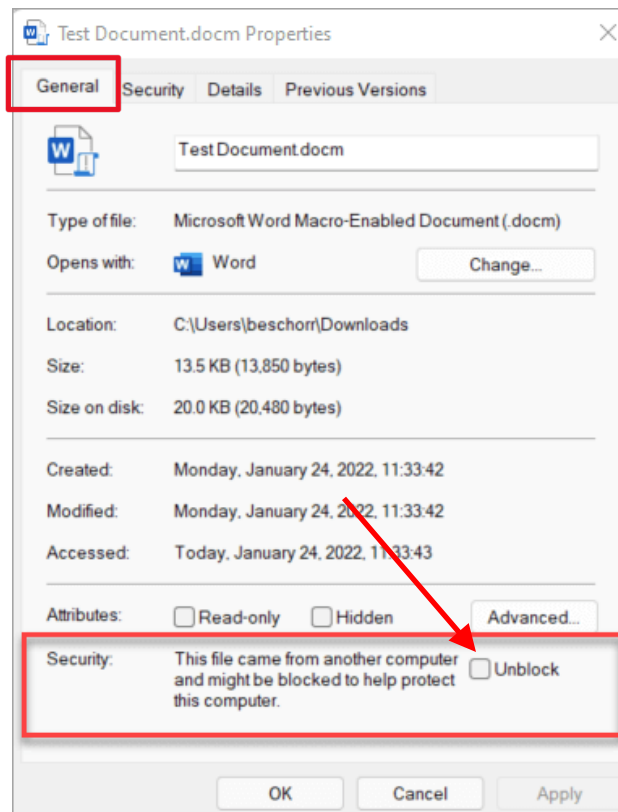 Test Document.docm Properties
General Security Details Previous Versions
Test Document.docm
Type of file: Microsoft Word Macro-Enabled Document (.docm)
Opens with: Word Change...
Location: C:\Users\beschorr\Downloads
Size: 13.5 KB (13,850 bytes)
Size on disk: 20.0 KB (20,480 bytes)
Created: Monday, January 24, 2022, 11:33:42
Modified: Monday, January 24, 2022, 11:33:42
Accessed: Today, January 24, 2022, 11:33:43
Attributes: Read-only Hidden Advanced...
Security: This file came from another computer
and might be blocked to help protect Unblock
this computer.
OK Cancel Apply